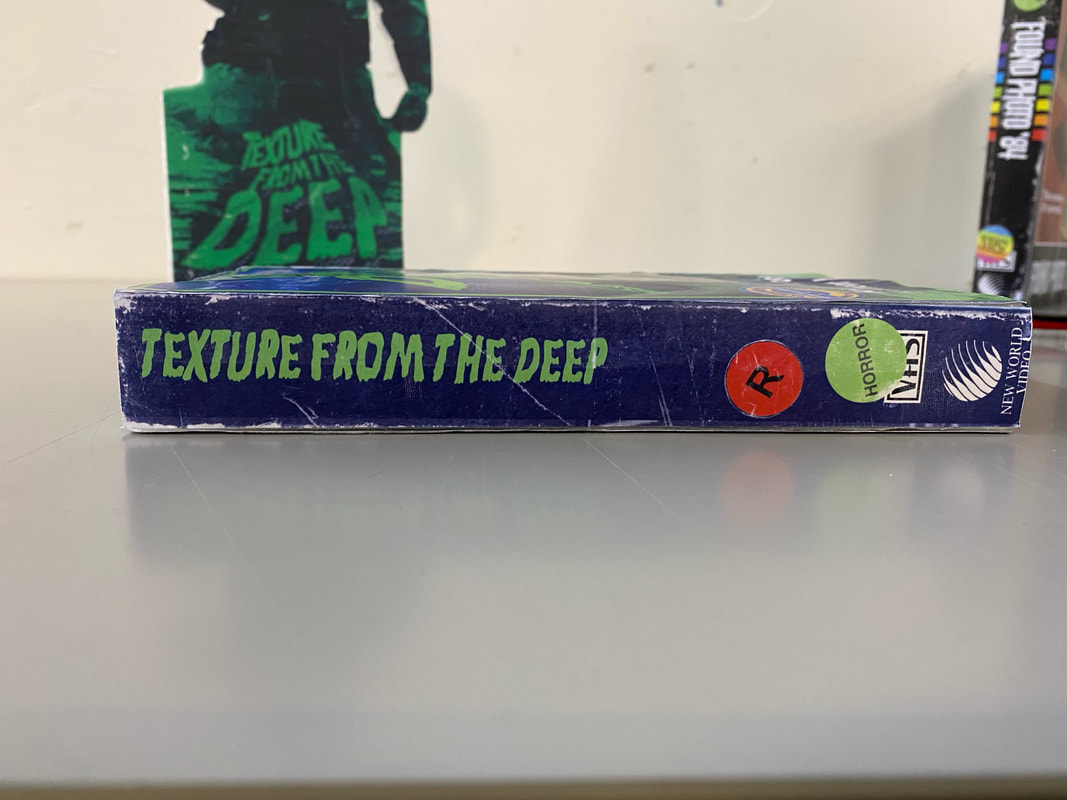 TEXTURE
FROM THE
DEEP
FOUND PHOTO '84
TEXTURE FROM THE DEEP
R
HORROR
VHS
NEW WORLD
VIDEO